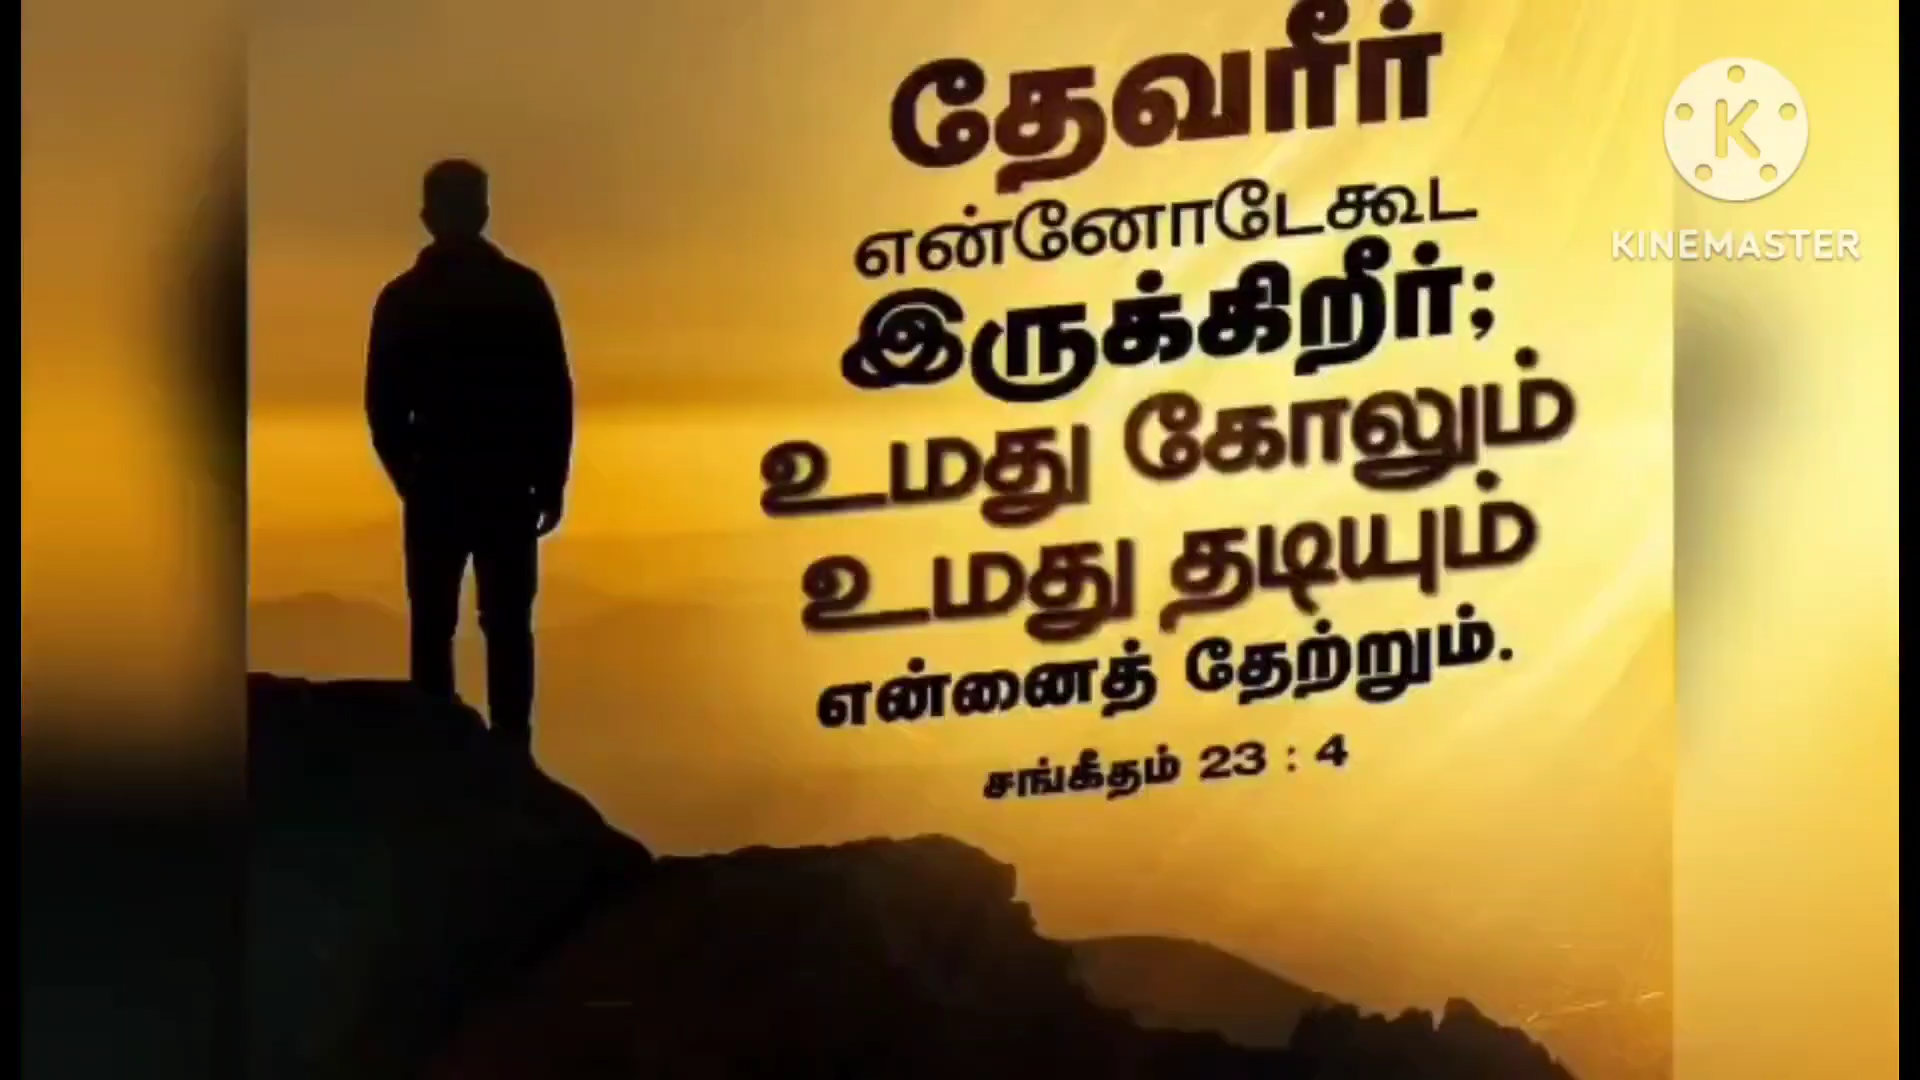 தேவரீர்
என்னோடேகூட
இருக்கிறீர்;
உமது கோலும்
உமது தடியும்
என்னைத் தேற்றும்.
சங்கீதம் 23 : 4
K
KINEMASTER